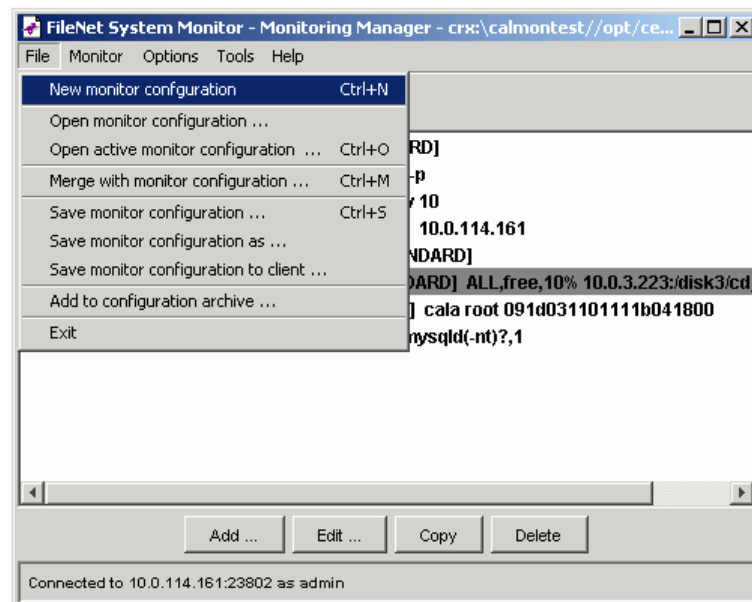 FileNet System Monitor - Monitoring Manager - crx:\calmontest//opt/ce...
File Monitor Options Tools Help
New monitor confguration Ctrl+N
Open monitor configuration ...
Open active monitor configuration ... Ctrl+O
RD]
Merge with monitor configuration ... Ctrl+M
-p
Save monitor configuration ... Ctrl+S
10
Save monitor configuration as ...
10.0.114.161
Save monitor configuration to client ...
NDARD]
DARD] ALL,free,10% 10.0.3.223:/disk3/cd
Add to configuration archive ...
] cala root 091d031101111b041800
Exit
mysqld(-nt)?,1
Add ... Edit ... Copy Delete
Connected to 10.0.114.161:23802 as admin